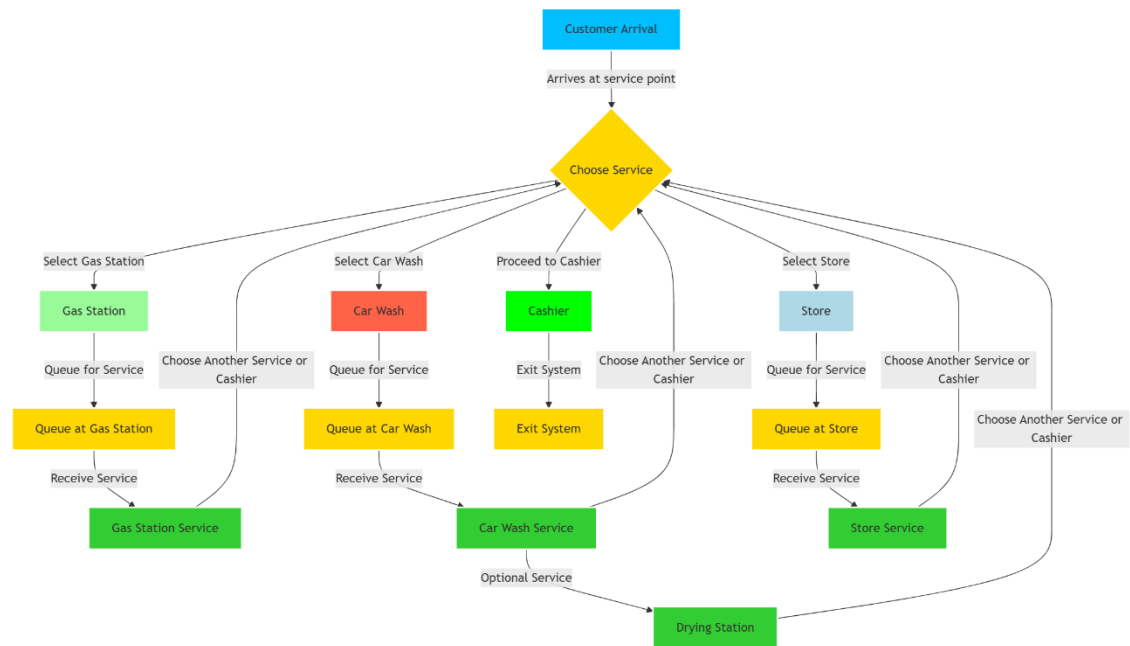 Customer Arrival
Arrives at service point
Choose Service
Select Gas Station
Select Car Wash
Proceed to Cashier
Select Store
Gas Station
Car Wash
Cashier
Store
Queue for Service
Choose Another Service or
Cashier
Queue for Service
Exit System
Choose Another Service or
Cashier
Queue for Service
Choose Another Service or
Cashier
Choose Another Service or
Cashier
Queue at Gas Station
Queue at Car Wash
Exit System
Queue at Store
Receive Service
Receive Service
Receive Service
Gas Station Service
Car Wash Service
Store Service
Optional Service
Drying Station